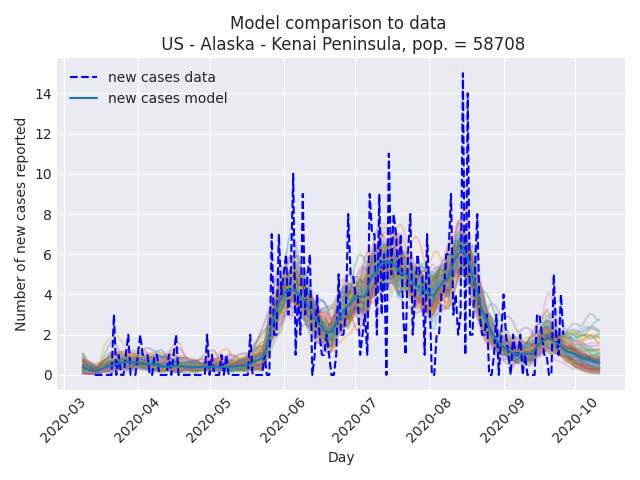 Model comparison to data
US - Alaska - Kenai Peninsula, pop. = 58708
new cases data
new cases model
Number of new cases reported
14
12
10
8
6
4
2
0
2020-03
2020-04
2020-05
2020-06
2020-07
2020-08
2020-09
2020-10
Day